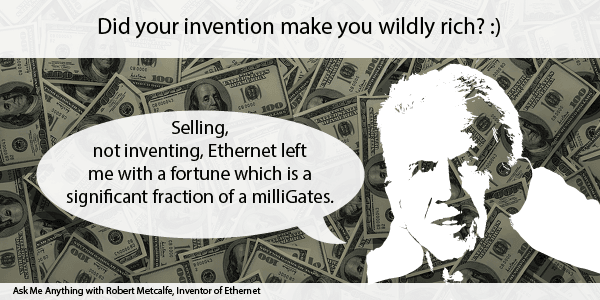 Did your invention make you wildly rich? :)
Selling,
not inventing, Ethernet left
me with a fortune which is a
significant fraction of a milliGates.
Ask Me Anything with Robert Metcalfe, Inventor of Ethernet